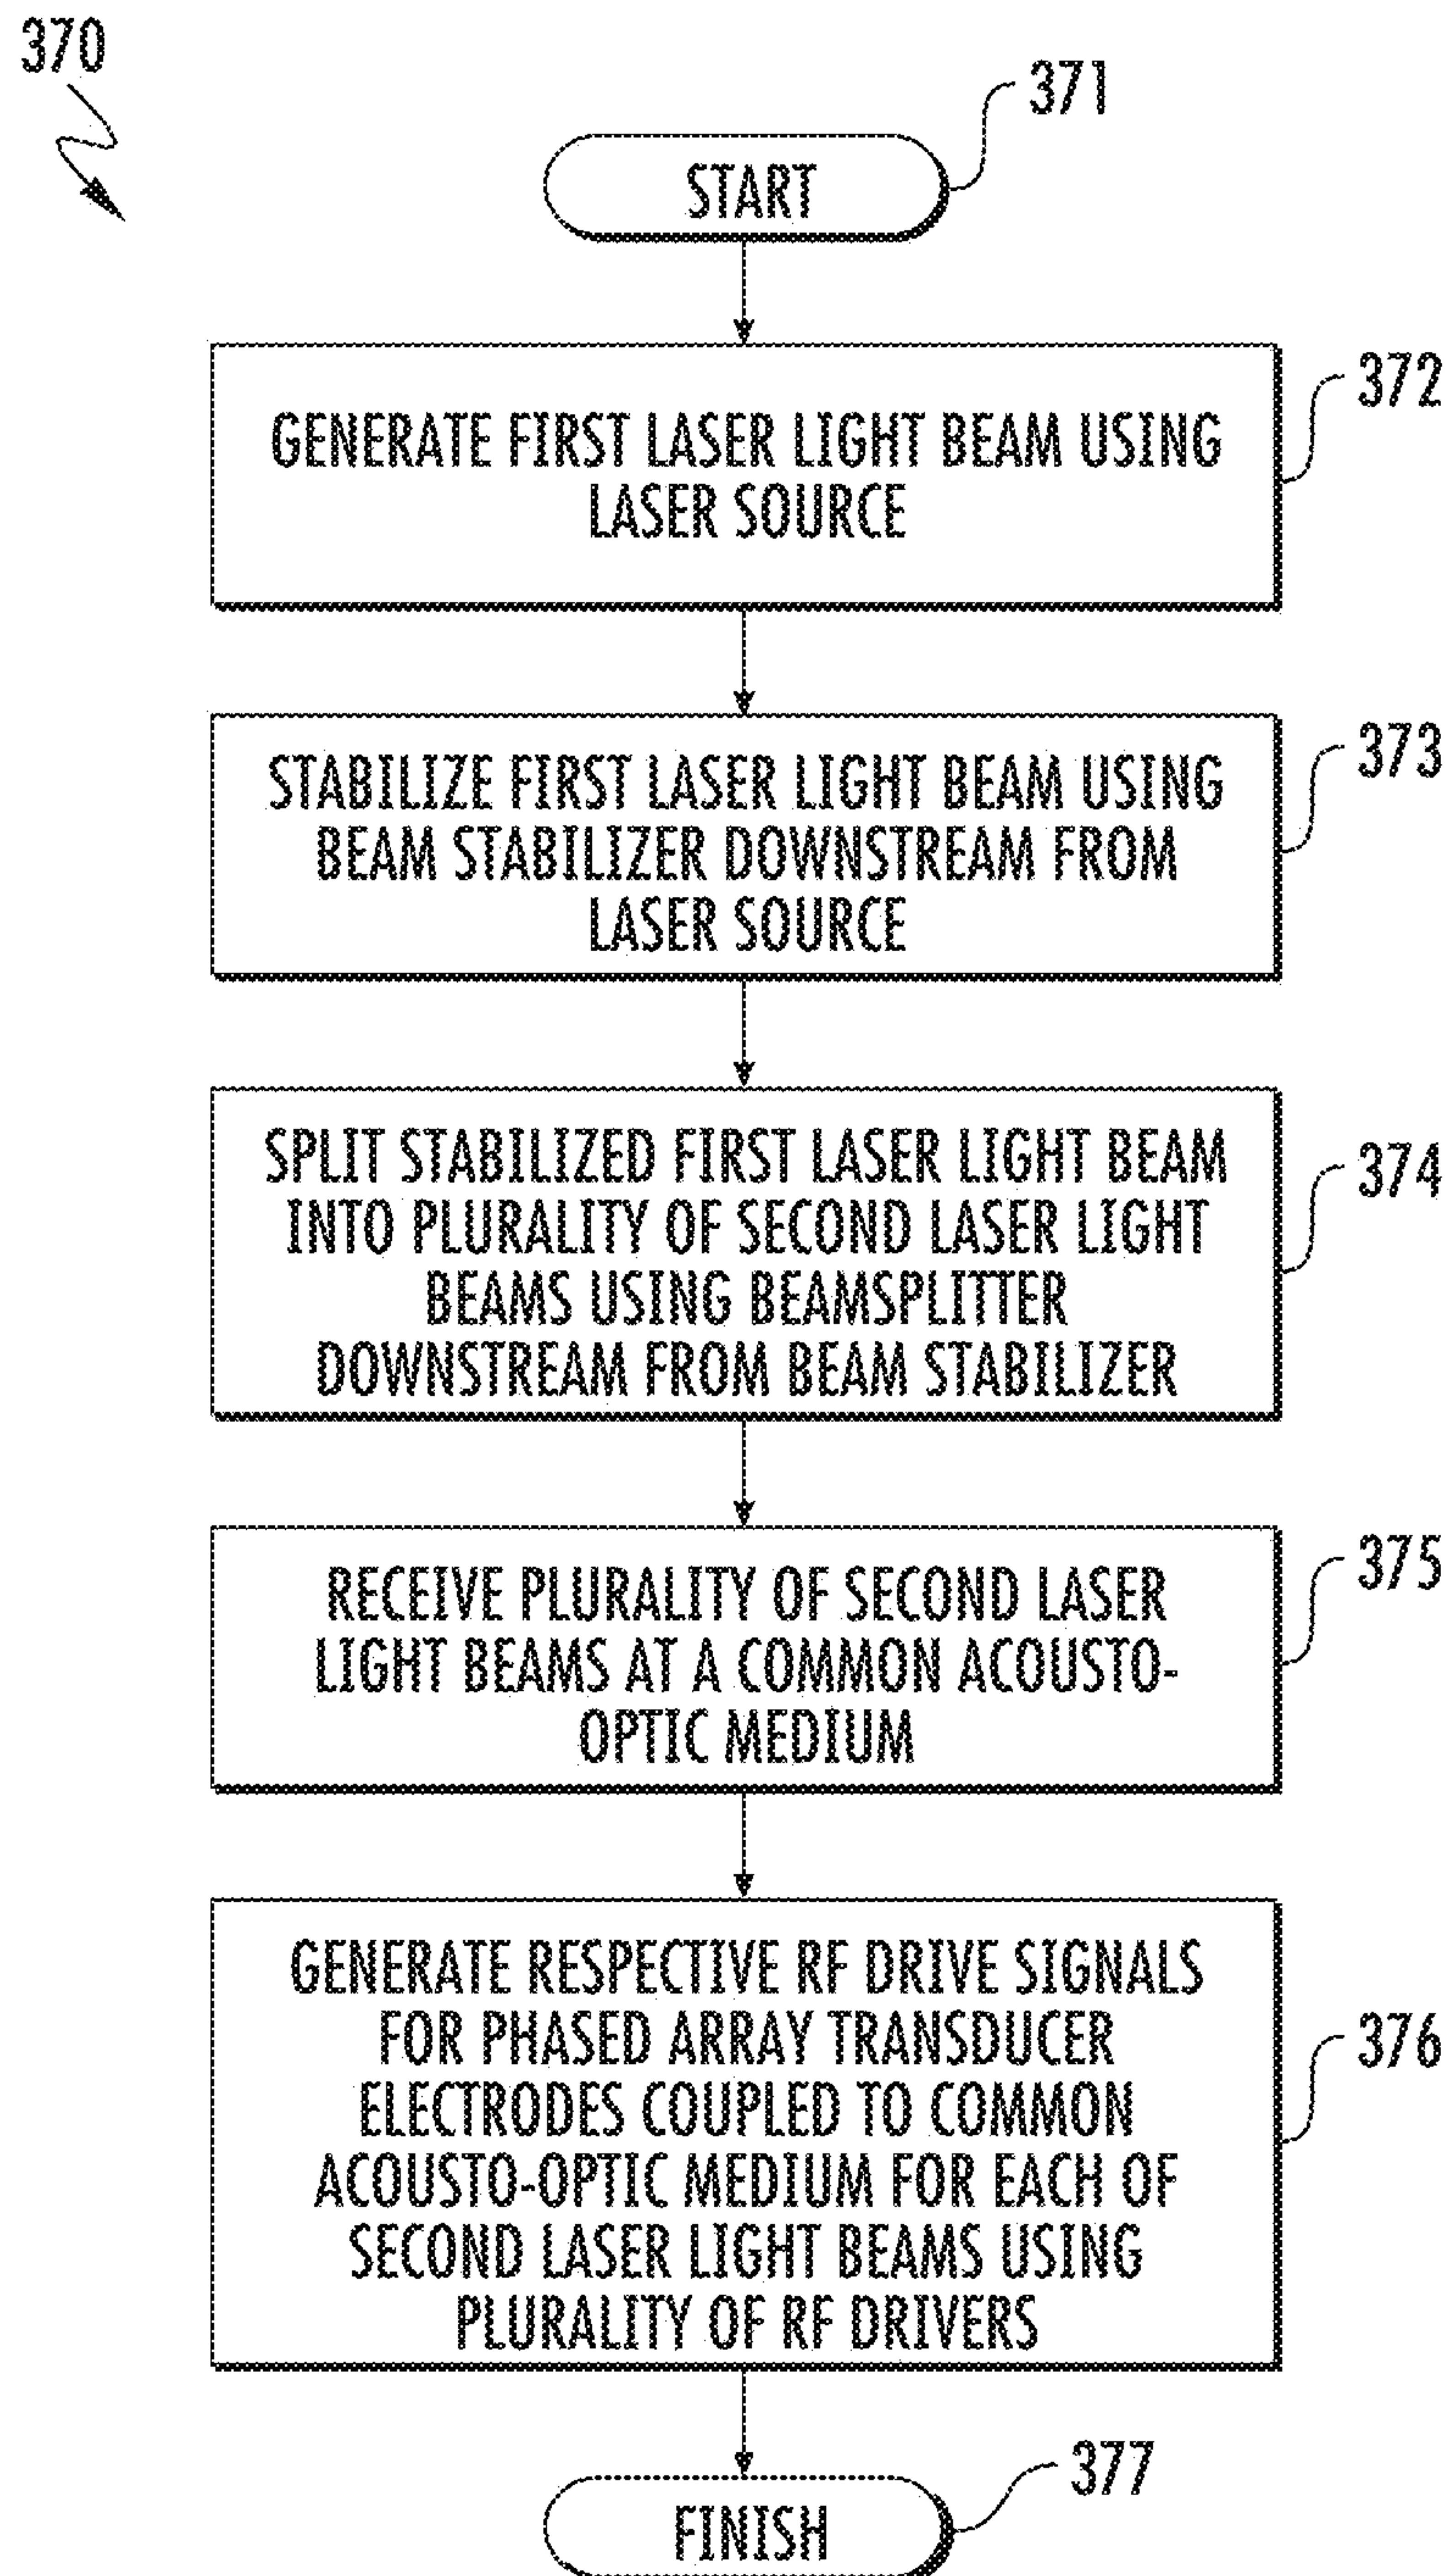 370
371
START
372
GENERATE FIRST LASER LIGHT BEAM USING
LASER SOURCE
373
STABILIZE FIRST LASER LIGHT BEAM USING
BEAM STABILIZER DOWNSTREAM FROM
LASER SOURCE
374
SPLIT STABILIZED FIRST LASER LIGHT BEAM
INTO PLURALITY OF SECOND LASER LIGHT
BEAMS USING BEAMSPLITTER
DOWNSTREAM FROM BEAM STABILIZER
375
RECEIVE PLURALITY OF SECOND LASER
LIGHT BEAMS AT A COMMON ACOUSTO-
OPTIC MEDIUM
376
GENERATE RESPECTIVE RF DRIVE SIGNALS
FOR PHASED ARRAY TRANSDUCER
ELECTRODES COUPLED TO COMMON
ACOUSTO-OPTIC MEDIUM FOR EACH OF
SECOND LASER LIGHT BEAMS USING
PLURALITY OF RF DRIVERS
377
FINISH